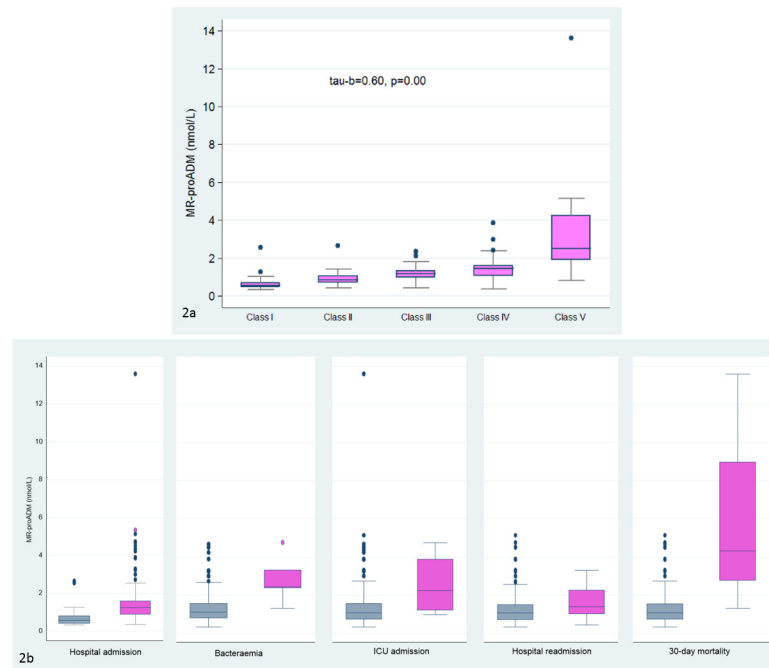 14
12
tau-b=0.60, p=0.00
10
8
6
4
2
0
MR-proADM (nmol/L)
Class I Class II Class III Class IV Class V
2a
14
12
10
8
6
4
2
0
MR-proADM (nmol/L)
Hospital admission Bacteraemia ICU admission Hospital readmission 30-day mortality
2b